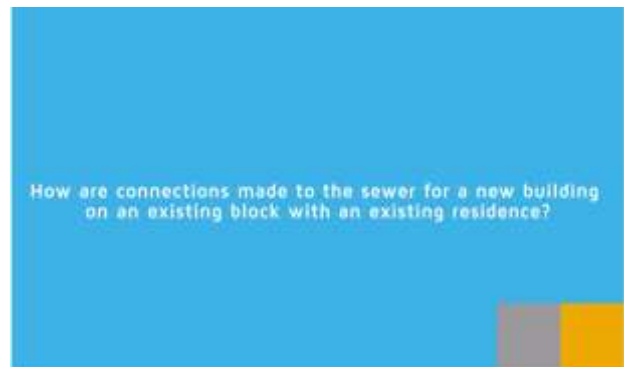 How are connections made to the sewer for a new building
on an existing block with an existing residence?